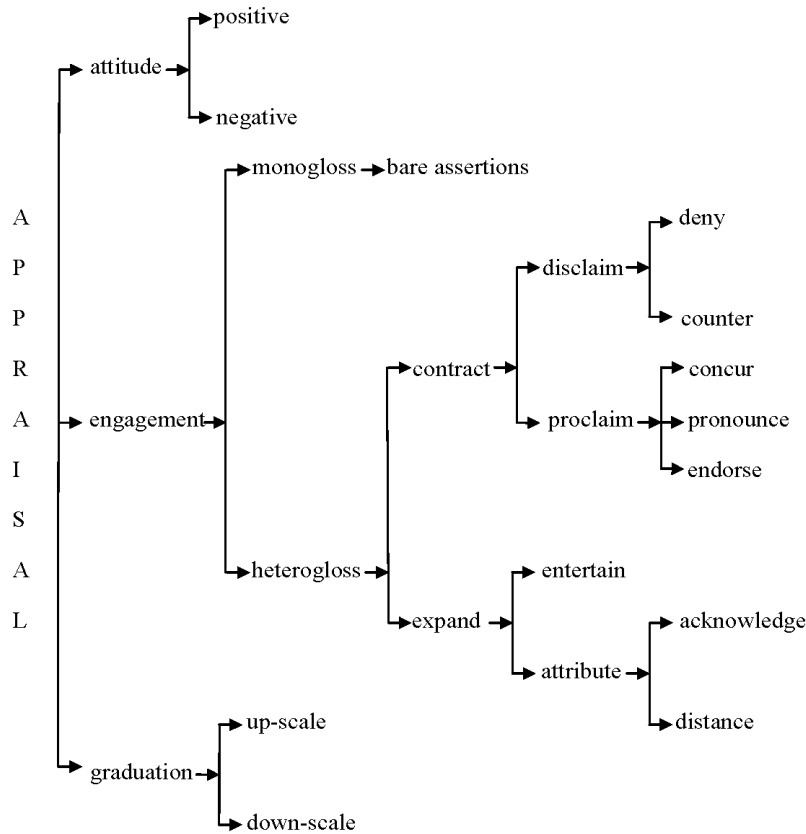 positive
attitude
negative
monogloss bare assertions
A
deny
P
disclaim
P
counter
R
contract
concur
A
engagement
proclaim
pronounce
I
endorse
S
A
heterogloss
entertain
L
expand
acknowledge
attribute
up-scale
distance
graduation
down-scale